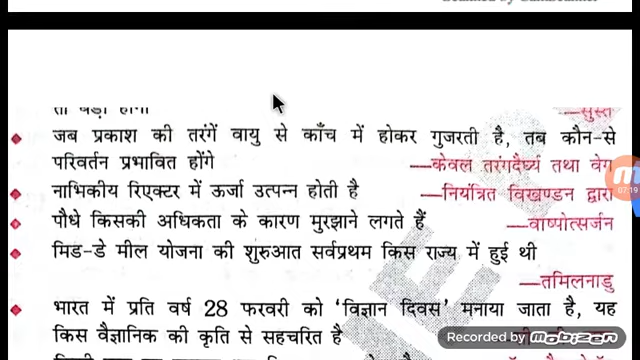 जब प्रकाश की तरंगें वायु से काँच में होकर गुजरती है, तब कौन-से
परिवर्तन प्रभावित होंगे —केवल तरंगदैर्घ्य तथा वेग
07:19
नाभिकीय रिएक्टर में ऊर्जा उत्पन्न होती है —नियंत्रित विखण्डन द्वारा
पौधे किसकी अधिकता के कारण मुरझाने लगते हैं —वाष्पोत्सर्जन
मिड-डे मील योजना की शुरुआत सर्वप्रथम किस राज्य में हुई थी
—तमिलनाडु
भारत में प्रति वर्ष 28 फरवरी को 'विज्ञान दिवस' मनाया जाता है, यह
किस वैज्ञानिक की कृति से सहचरित है
Recorded by mobizen